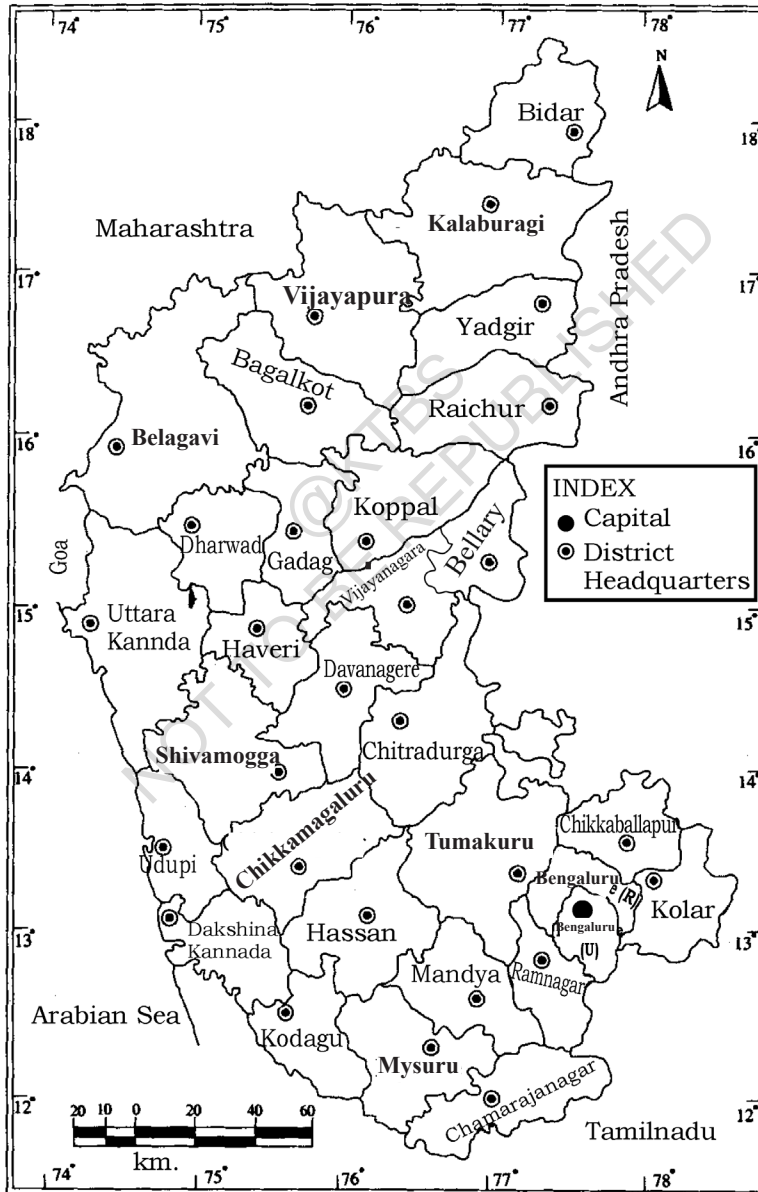 74°
75°
76°
77°
78°
N
Bidar
18°
18°
Kalaburagi
Maharashtra
Andhra Pradesh
17°
17°
Vijayapura
Yadgir
Bagalkot
Raichur
Belagavi
16°
16°
Koppal
INDEX
Capital
District
Headquarters
Dharwad
Gadag
Bellary
Goa
Vijayanagara
15°
15°
Uttara
Kannda
Haveri
Davanagere
Chitradurga
Shivamogga
14°
14°
Chikkamagaluru
Chikkaballapur
Tumakuru
Udupi
Bengaluru
e (R)
Kolar
Bengaluru
(U)
13°
13°
Dakshina
Kannada
Hassan
Mandya
Ramnagar
Arabian Sea
Kodagu
Mysuru
Chamarajanagar
12°
12°
20 10 0 20 40 60
km.
Tamilnadu
74°
75°
76°
77°
78°
@KTBS
NOT TO BE REPUBLISHED